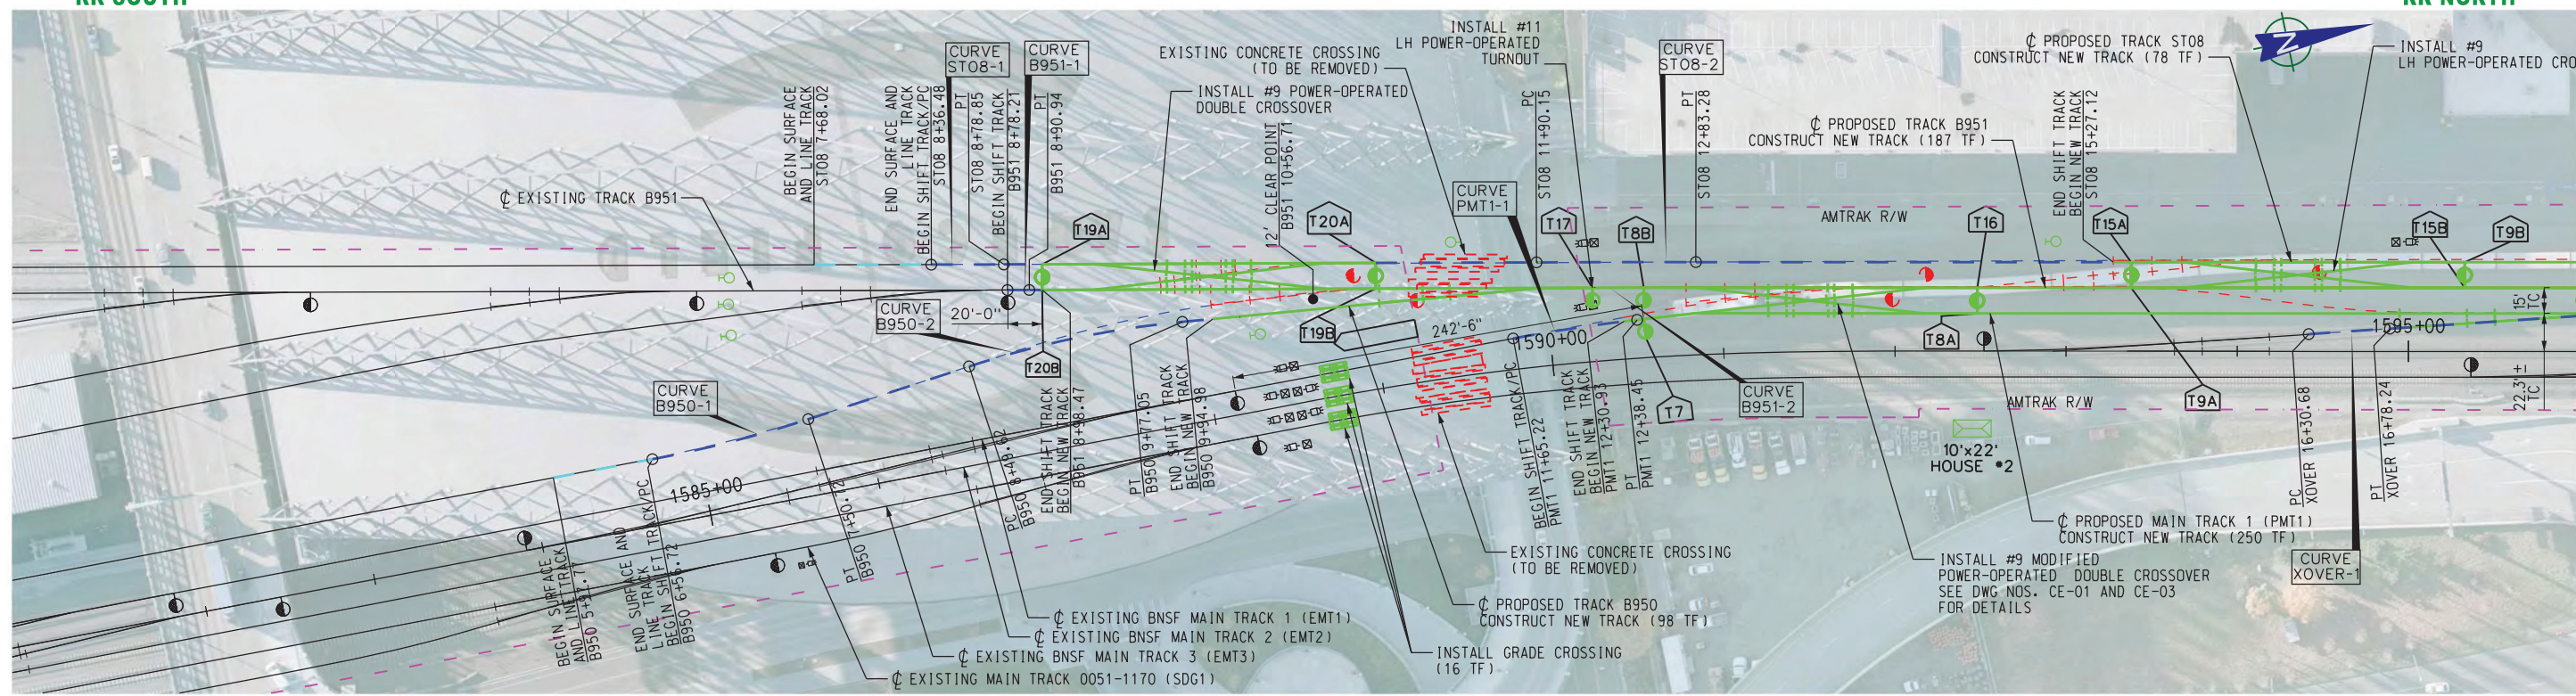 RR SOUTH
RR NORTH
BEGIN SURFACE
AND LINE TRACK
ST08 7+68.02
END SURFACE AND
LINE TRACK
BEGIN SHIFT TRACK/PC
ST08 8+36.48
CURVE
ST08-1
PT
ST08 8+78.85
BEGIN SHIFT TRACK
B951 8+78.21
CURVE
B951-1
PT
B951 8+90.94
EXISTING CONCRETE CROSSING
(TO BE REMOVED)
INSTALL #9 POWER-OPERATED
DOUBLE CROSSOVER
12' CLEAR POINT
B951 10+56.71
INSTALL #11
LH POWER-OPERATED
TURNOUT
PC
ST08 11+90.15
CURVE
ST08-2
PT
ST08 12+83.28
℄ PROPOSED TRACK B951
CONSTRUCT NEW TRACK (187 TF)
℄ PROPOSED TRACK ST08
CONSTRUCT NEW TRACK (78 TF)
END SHIFT TRACK
BEGIN NEW TRACK
ST08 15+27.12
N
INSTALL #9
LH POWER-OPERATED CRO
℄ EXISTING TRACK B951
T19A
T20A
CURVE
PMT1-1
T17
T8B
AMTRAK R/W
T16
T15A
T15B
T9B
CURVE
B950-2
20'-0"
T20B
T19B
242'-6"
1590+00
T8A
1595+00
15'
TC
22.3'±
TC
CURVE
B950-1
END SHIFT TRACK
BEGIN NEW TRACK
B951 8+98.47
PT
B950 9+77.05
END SHIFT TRACK
BEGIN NEW TRACK
B950 9+94.98
BEGIN SHIFT TRACK/PC
PMT1 11+65.22
END SHIFT TRACK
BEGIN NEW TRACK
PMT1 12+30.93
PT
PMT1 12+38.45
T7
CURVE
B951-2
AMTRAK R/W
T9A
10'x22'
HOUSE #2
PC
XOVER 16+30.68
PT
XOVER 16+78.24
1585+00
PC
B950 8+49.62
PT
B950 7+50.72
BEGIN SURFACE
AND LINE TRACK
B950 5+97.77
END SURFACE AND
LINE TRACK
BEGIN SHIFT TRACK/PC
B950 6+56.72
℄ EXISTING BNSF MAIN TRACK 1 (EMT1)
℄ EXISTING BNSF MAIN TRACK 2 (EMT2)
℄ EXISTING BNSF MAIN TRACK 3 (EMT3)
℄ EXISTING MAIN TRACK 0051-1170 (SDG1)
EXISTING CONCRETE CROSSING
(TO BE REMOVED)
℄ PROPOSED TRACK B950
CONSTRUCT NEW TRACK (98 TF)
INSTALL GRADE CROSSING
(16 TF)
℄ PROPOSED MAIN TRACK 1 (PMT1)
CONSTRUCT NEW TRACK (250 TF)
INSTALL #9 MODIFIED
POWER-OPERATED DOUBLE CROSSOVER
SEE DWG NOS. CE-01 AND CE-03
FOR DETAILS
CURVE
XOVER-1